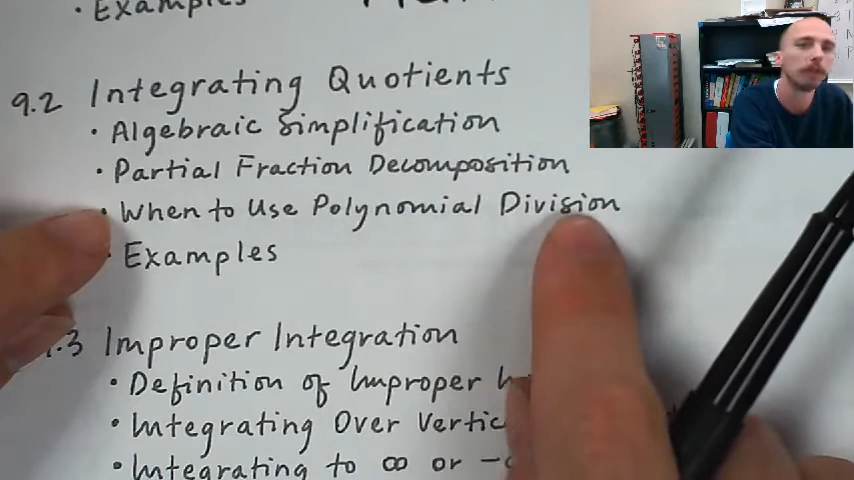 • Examples
9.2 Integrating Quotients
• Algebraic Simplification
• Partial Fraction Decomposition
• When to Use Polynomial Division
• Examples
.3 Improper Integration
• Definition of Improper
• Integrating Over
• Integrating to ∞ or -